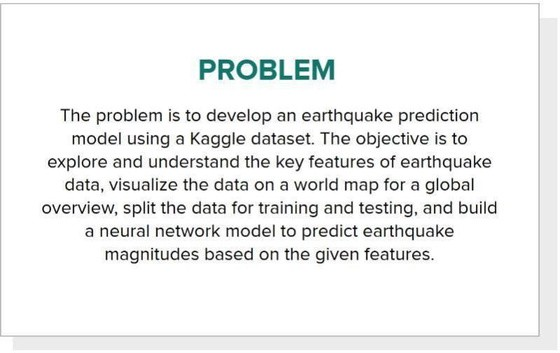 PROBLEM
The problem is to develop an earthquake prediction
model using a Kaggle dataset. The objective is to
explore and understand the key features of earthquake
data, visualize the data on a world map for a global
overview, split the data for training and testing, and build
a neural network model to predict earthquake
magnitudes based on the given features.